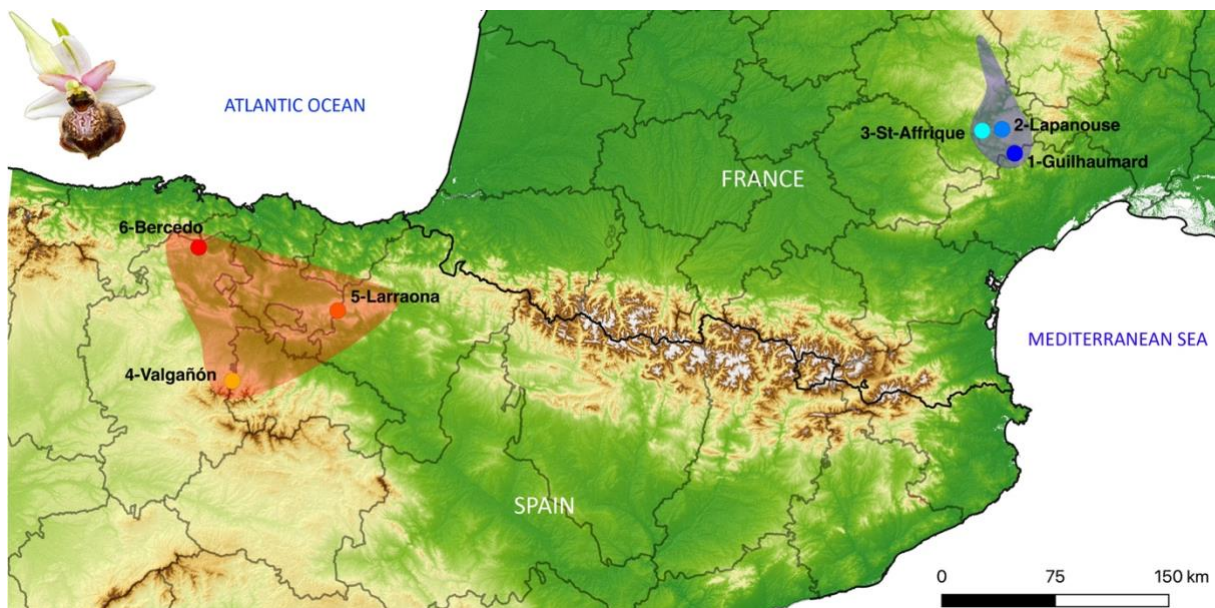 ATLANTIC OCEAN
3-St-Affrique
2-Lapanouse
1-Guilhaumard
FRANCE
6-Bercedo
5-Larraona
4-Valgañón
MEDITERRANEAN SEA
SPAIN
0 75 150 km